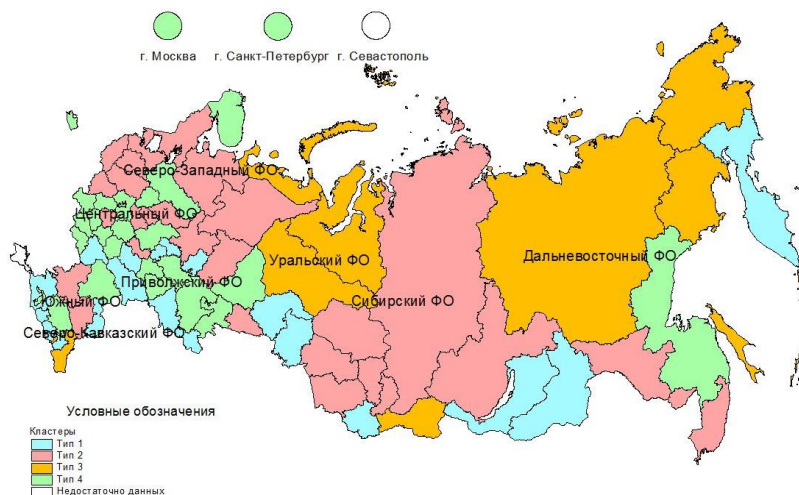 г. Москва
г. Санкт-Петербург
г. Севастополь
Северо-Западный ФО
Центральный ФО
Уральский ФО
Дальневосточный ФО
Приволжский ФО
Южный ФО
Сибирский ФО
Северо-Кавказский ФО
Условные обозначения
Кластеры
Тип 1
Тип 2
Тип 3
Тип 4
Недостаточно данных